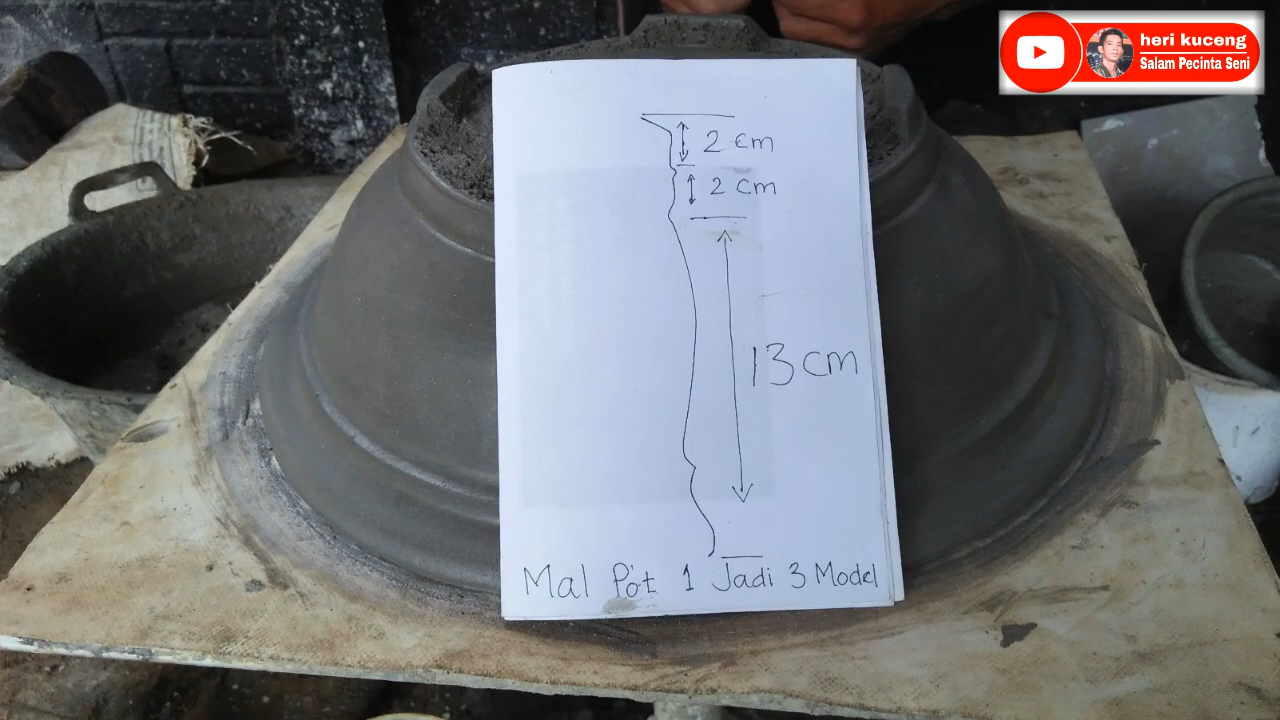 heri kuceng
Salam Pecinta Seni
2 cm
2 cm
13 cm
Mal Pot 1 Jadi 3 Model